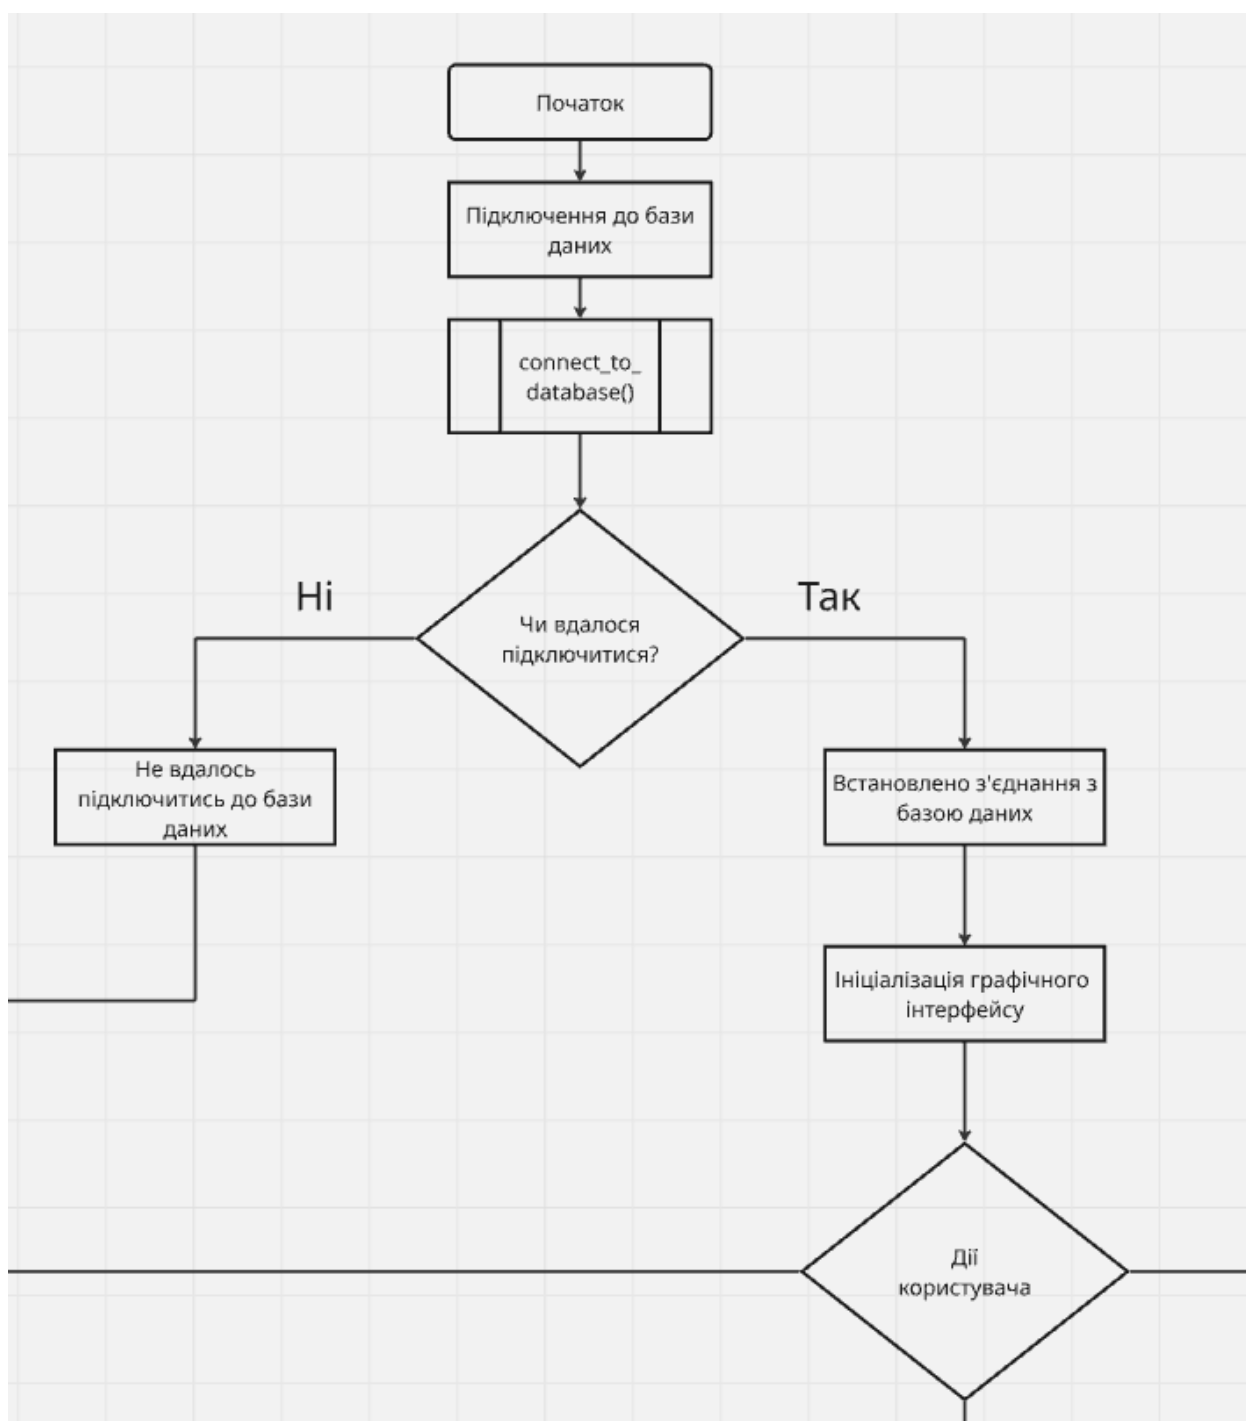 Початок
Підключення до бази
даних
connect_to_
database()
Ні
Так
Чи вдалося
підключитися?
Не вдалось
підключитись до бази
даних
Встановлено з'єднання з
базою даних
Ініціалізація графічного
інтерфейсу
Дії
користувача